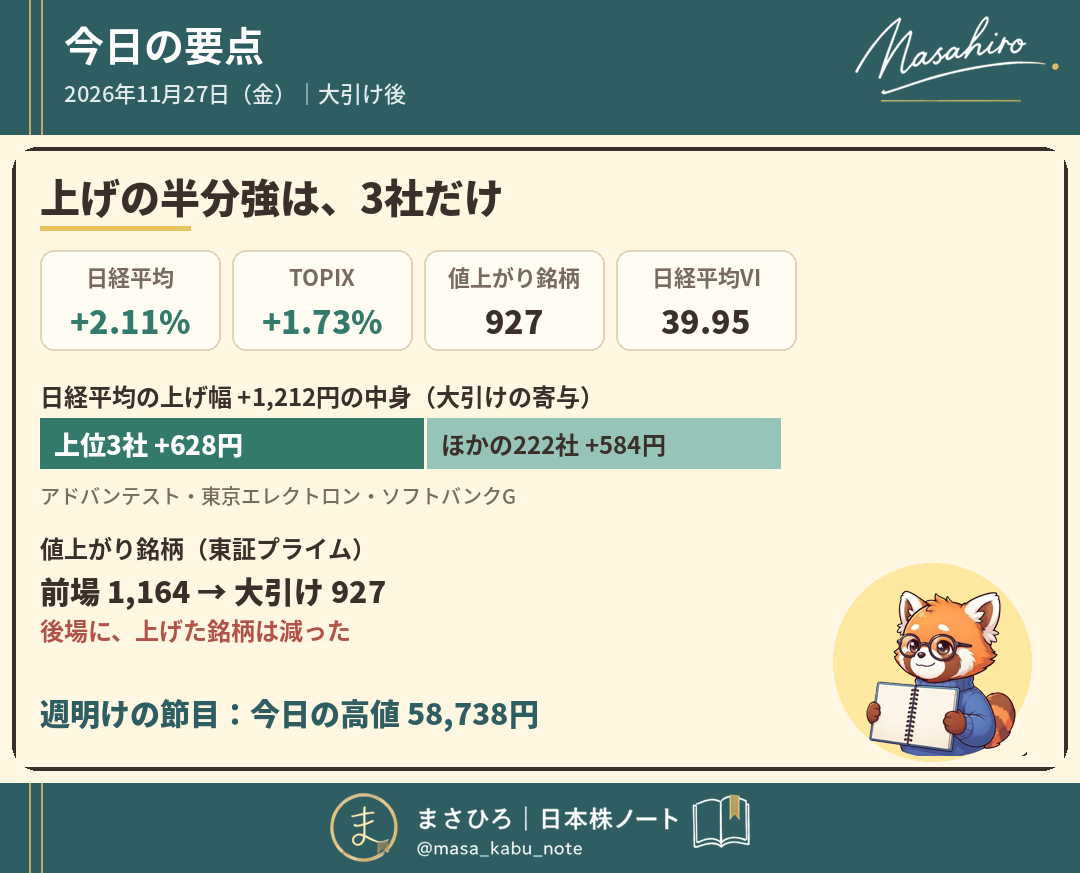 今日の要点
2026年11月27日（金）｜大引け後
Masahiro
上げの半分強は、3社だけ
日経平均
+2.11%
TOPIX
+1.73%
値上がり銘柄
927
日経平均VI
39.95
日経平均の上げ幅 +1,212円の中身（大引けの寄与）
上位3社 +628円
ほかの222社 +584円
アドバンテスト・東京エレクトロン・ソフトバンクG
値上がり銘柄（東証プライム）
前場 1,164 → 大引け 927
後場に、上げた銘柄は減った
週明けの節目：今日の高値 58,738円
ま
まさひろ｜日本株ノート
@masa_kabu_note